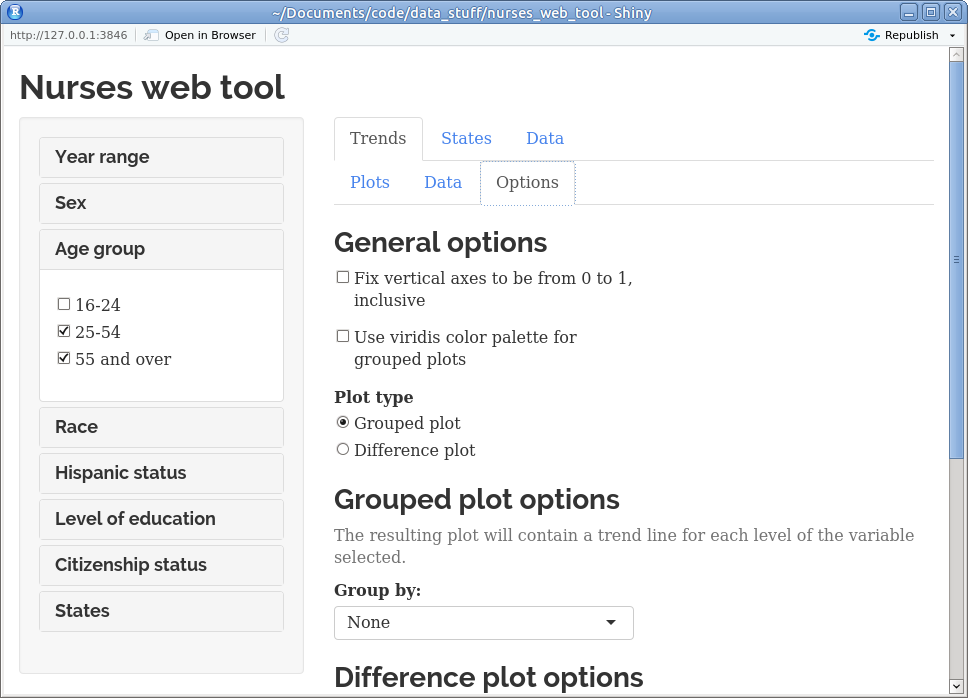 ~/Documents/code/data_stuff/nurses_web_tool - Shiny
http://127.0.0.1:3846
Open in Browser
Republish
Nurses web tool
Year range
Sex
Age group
16-24
25-54
55 and over
Race
Hispanic status
Level of education
Citizenship status
States
Trends States Data
Plots Data Options
General options
Fix vertical axes to be from 0 to 1,
inclusive
Use viridis color palette for
grouped plots
Plot type
Grouped plot
Difference plot
Grouped plot options
The resulting plot will contain a trend line for each level of the variable
selected.
Group by:
None
Difference plot options